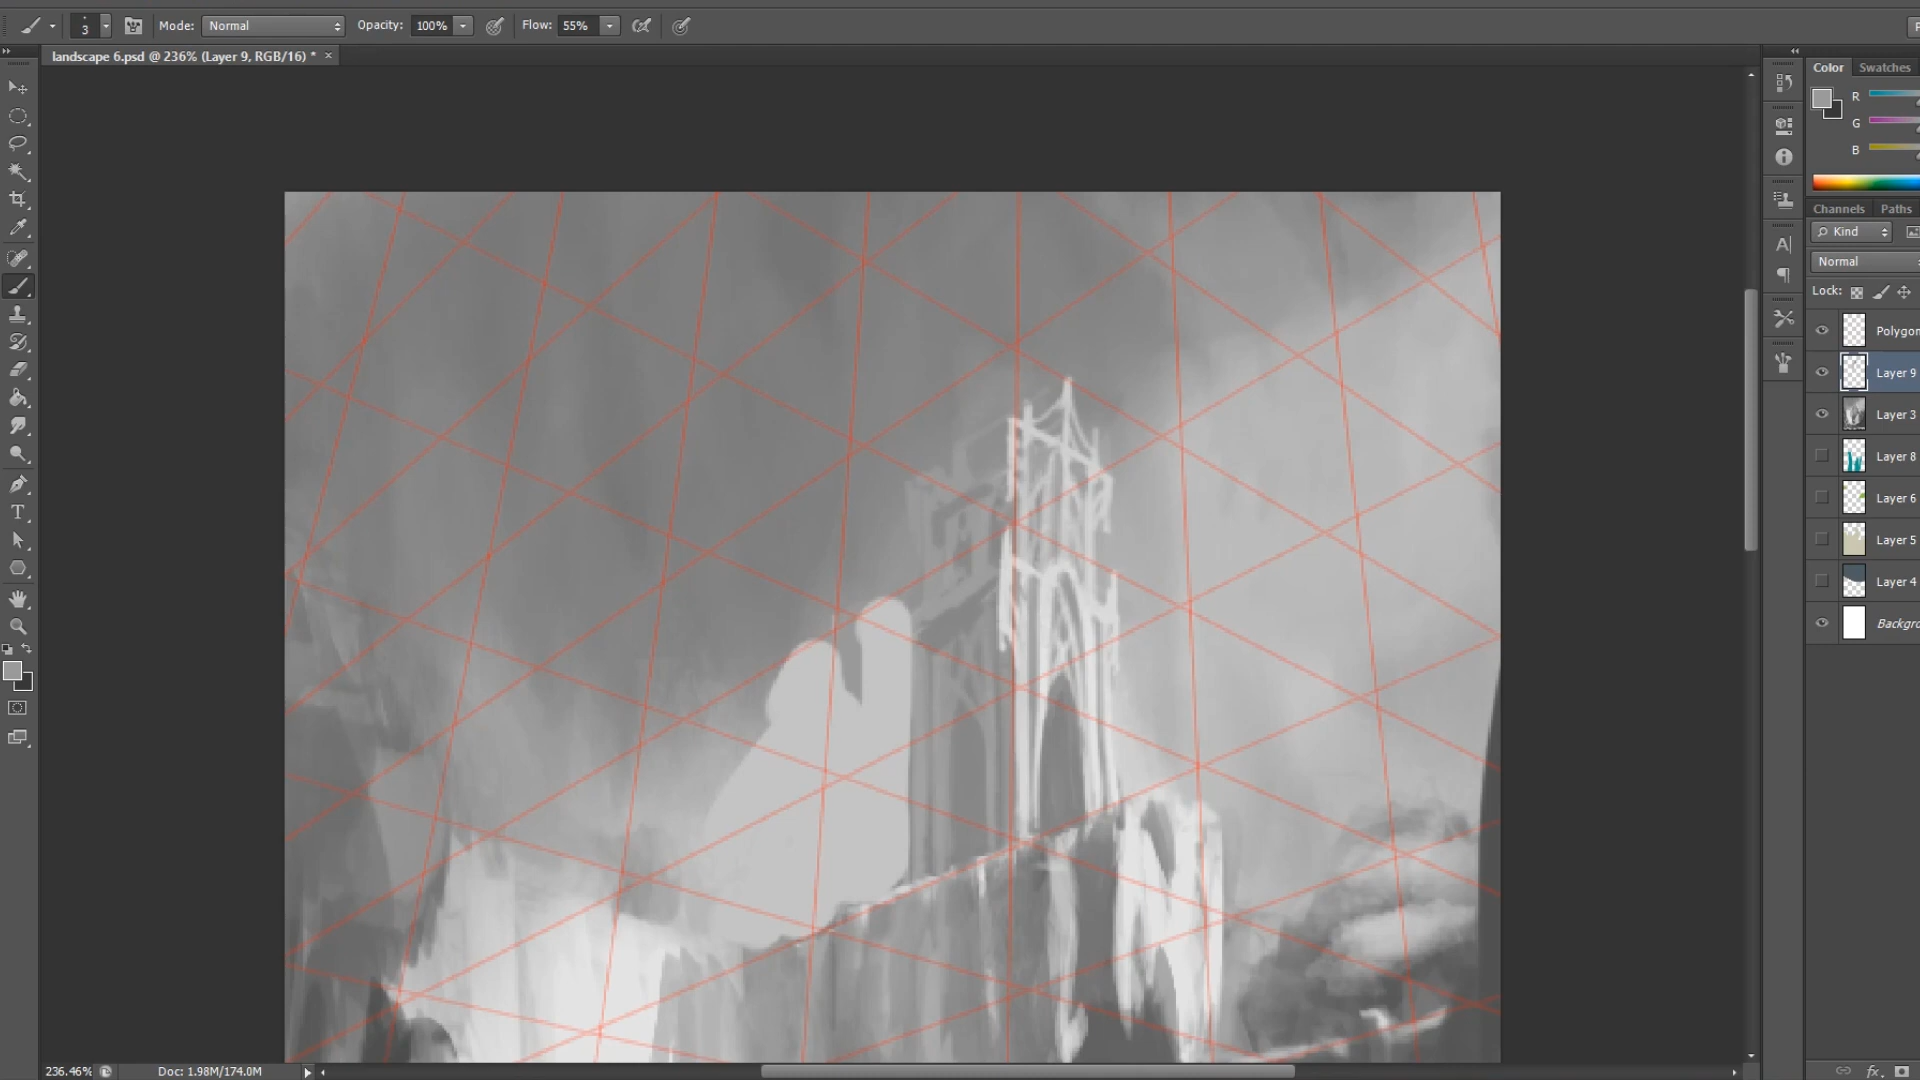 3 Mode: Normal Opacity: 100% Flow: 55%
landscape 6.psd @ 236% (Layer 9, RGB/16) * ×
Color Swatches
R
G
B
Channels Paths
Kind
Normal
Lock:
Polygon
Layer 9
Layer 3
Layer 8
Layer 6
Layer 5
Layer 4
Backgro
236.46% Doc: 1.98M/174.0M
fx